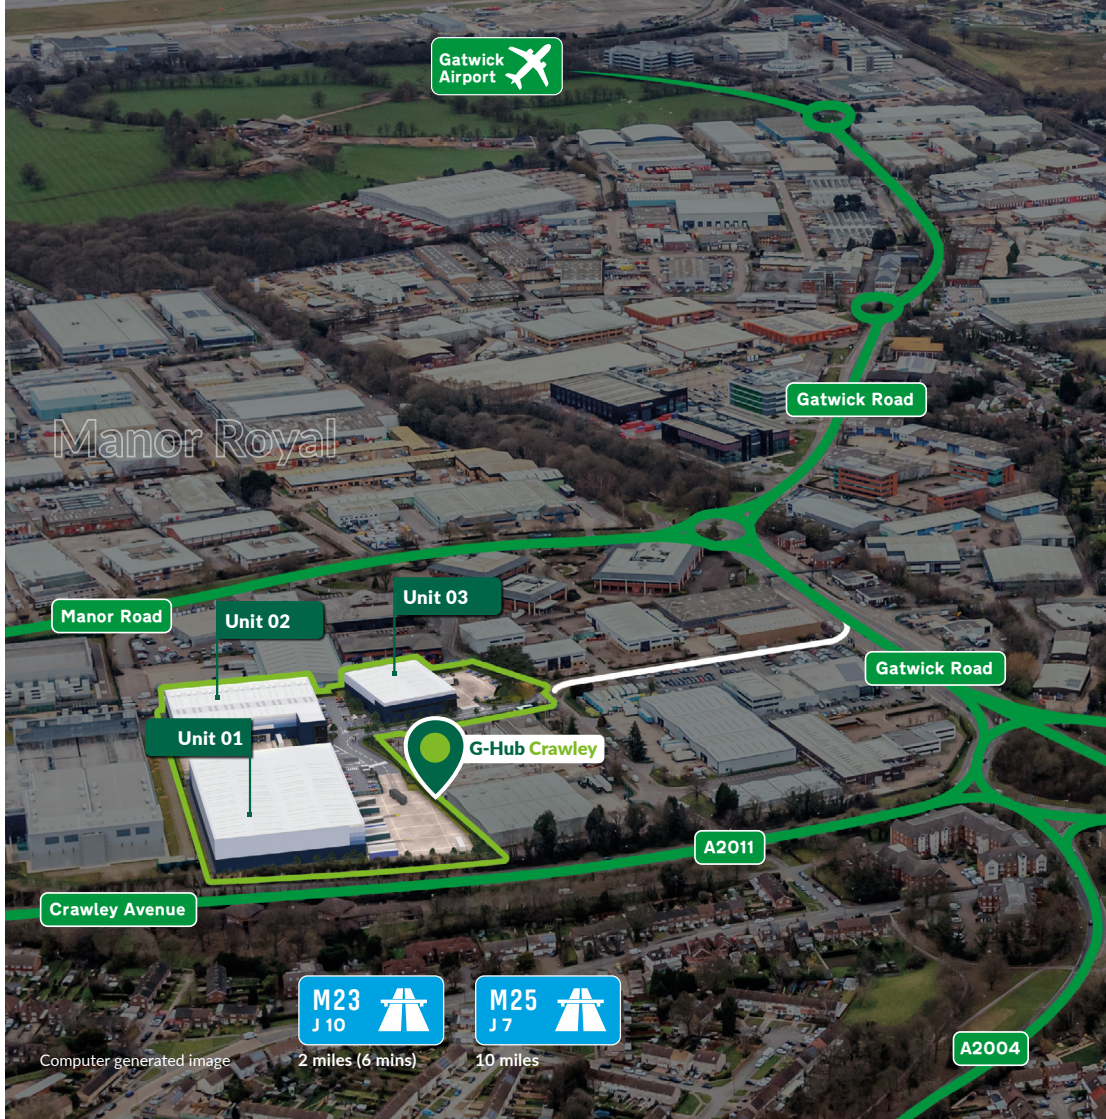 Gatwick
Airport
Gatwick Road
Manor Royal
Manor Road
Unit 02
Unit 03
Gatwick Road
Unit 01
G-Hub Crawley
A2011
Crawley Avenue
M23
J 10
2 miles (6 mins)
M25
J 7
10 miles
Computer generated image
A2004